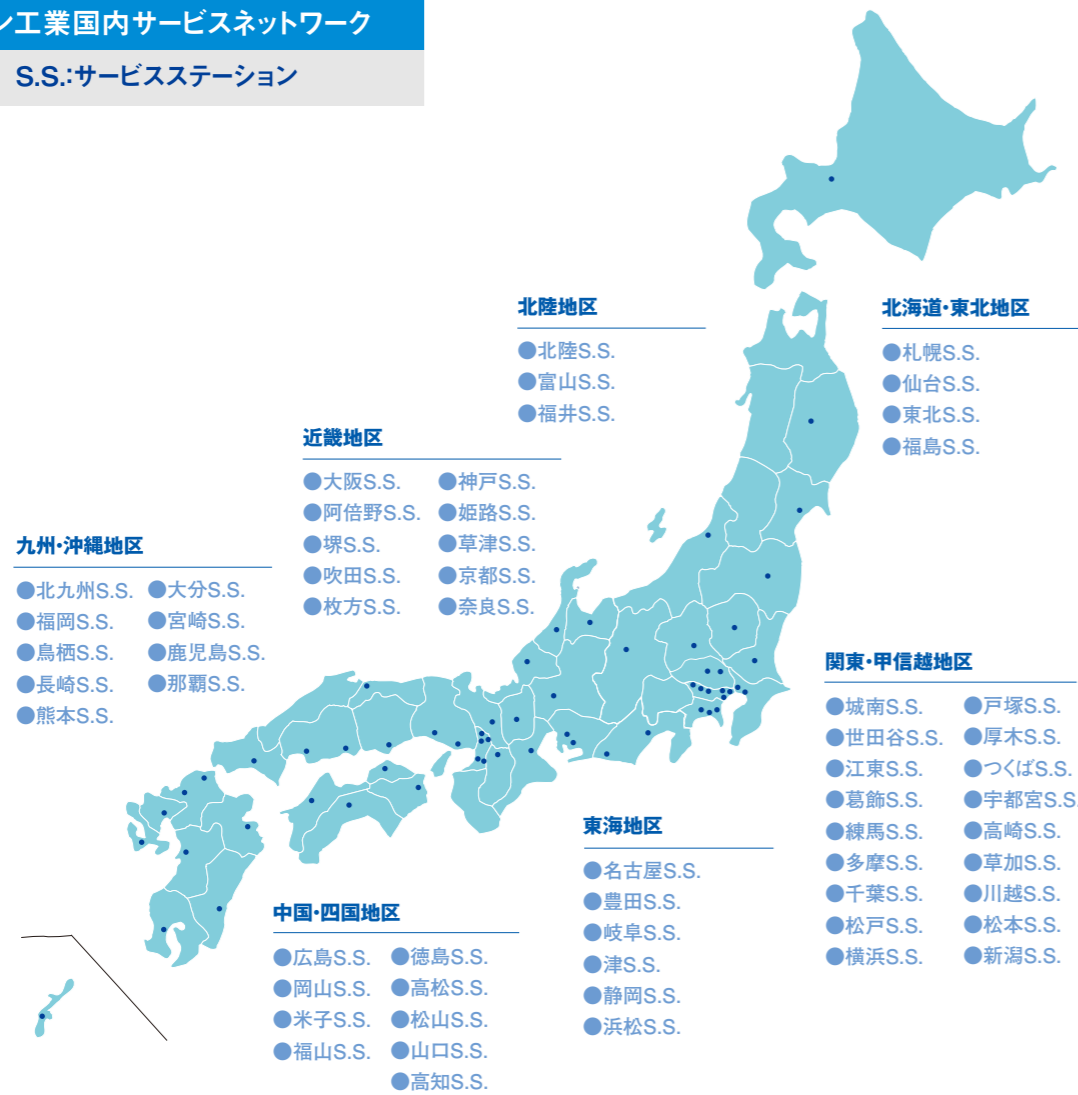 ン工業国内サービスネットワーク
S.S.:サービスステーション
北陸地区
●北陸S.S.
●富山S.S.
●福井S.S.
北海道・東北地区
●札幌S.S.
●仙台S.S.
●東北S.S.
●福島S.S.
近畿地区
●大阪S.S. ●神戸S.S.
●阿倍野S.S. ●姫路S.S.
●堺S.S. ●草津S.S.
●吹田S.S. ●京都S.S.
●枚方S.S. ●奈良S.S.
九州・沖縄地区
●北九州S.S. ●大分S.S.
●福岡S.S. ●宮崎S.S.
●鳥栖S.S. ●鹿児島S.S.
●長崎S.S. ●那覇S.S.
●熊本S.S.
関東・甲信越地区
●城南S.S. ●戸塚S.S.
●世田谷S.S. ●厚木S.S.
●江東S.S. ●つくばS.S.
●葛飾S.S. ●宇都宮S.S
●練馬S.S. ●高崎S.S.
●多摩S.S. ●草加S.S.
●千葉S.S. ●川越S.S.
●松戸S.S. ●松本S.S.
●横浜S.S. ●新潟S.S.
東海地区
●名古屋S.S.
●豊田S.S.
●岐阜S.S.
●津S.S.
●静岡S.S.
●浜松S.S.
中国・四国地区
●広島S.S. ●徳島S.S.
●岡山S.S. ●高松S.S.
●米子S.S. ●松山S.S.
●福山S.S. ●山口S.S.
●高知S.S.